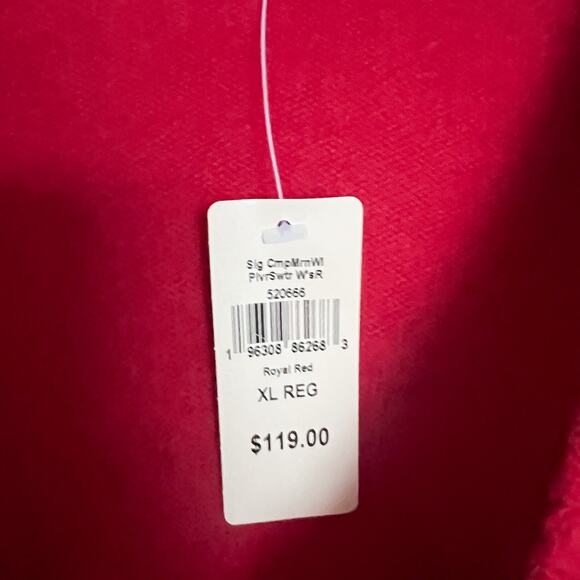 Sig CmpMrnWl
PlvrSwtr W'sR
520666
1 96308 86268 3
Royal Red
XL REG
$119.00